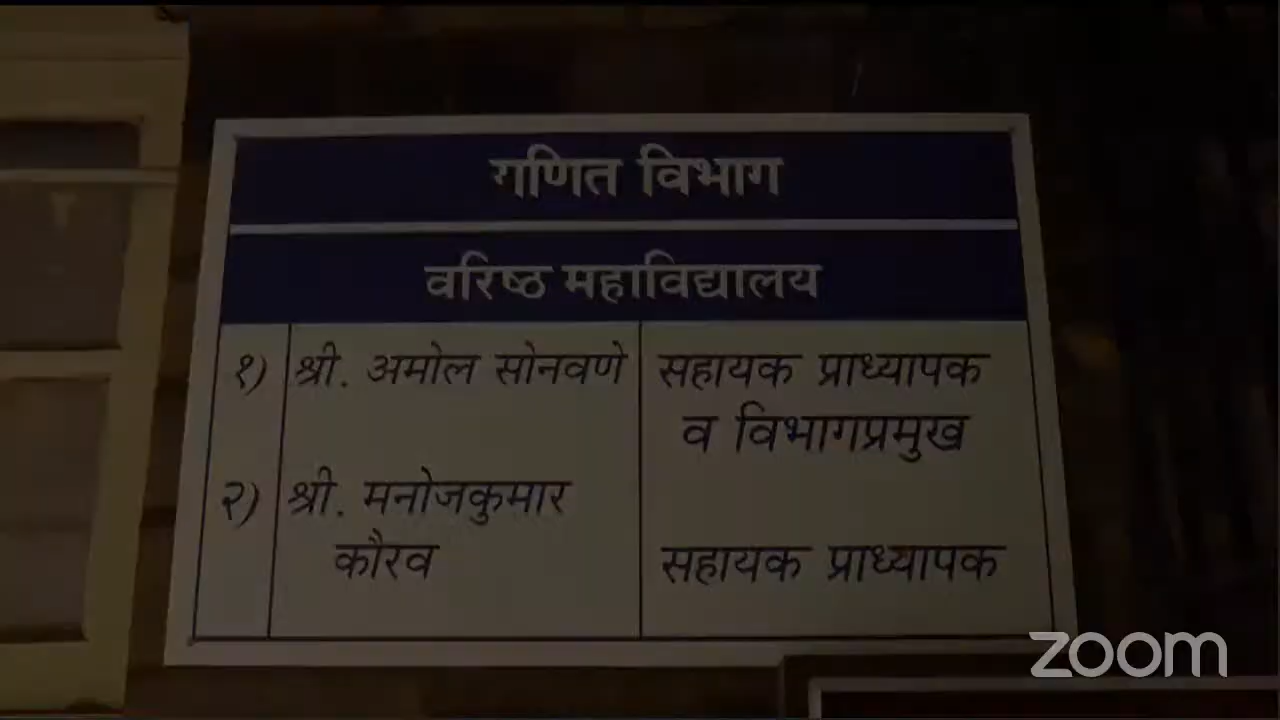 गणित विभाग
वरिष्ठ महाविद्यालय
१) श्री. अमोल सोनवणे सहायक प्राध्यापक
व विभागप्रमुख
२) श्री. मनोजकुमार
कौरव सहायक प्राध्यापक
zoom